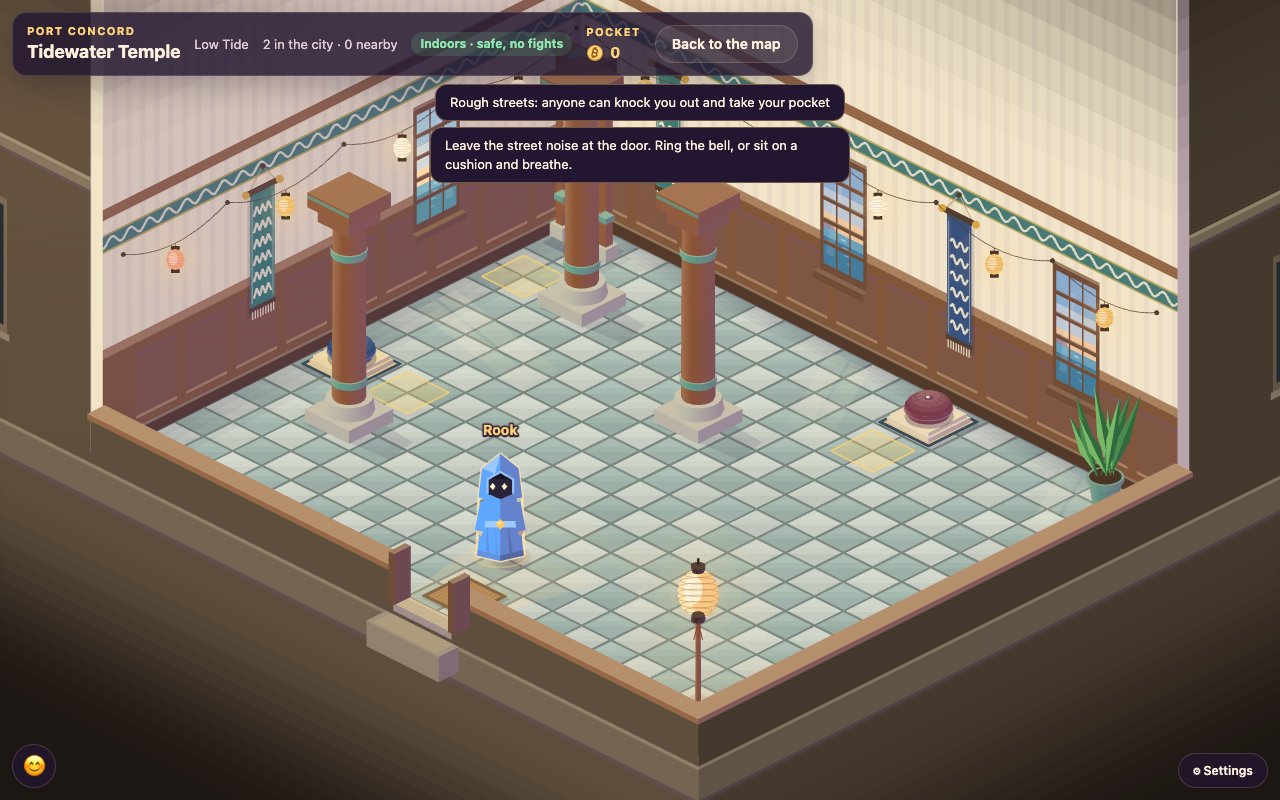 PORT CONCORD
Tidewater Temple
Low Tide
2 in the city · 0 nearby
Indoors · safe, no fights
POCKET
0
Back to the map
Rough streets: anyone can knock you out and take your pocket
Leave the street noise at the door. Ring the bell, or sit on a
cushion and breathe.
Rook
Settings